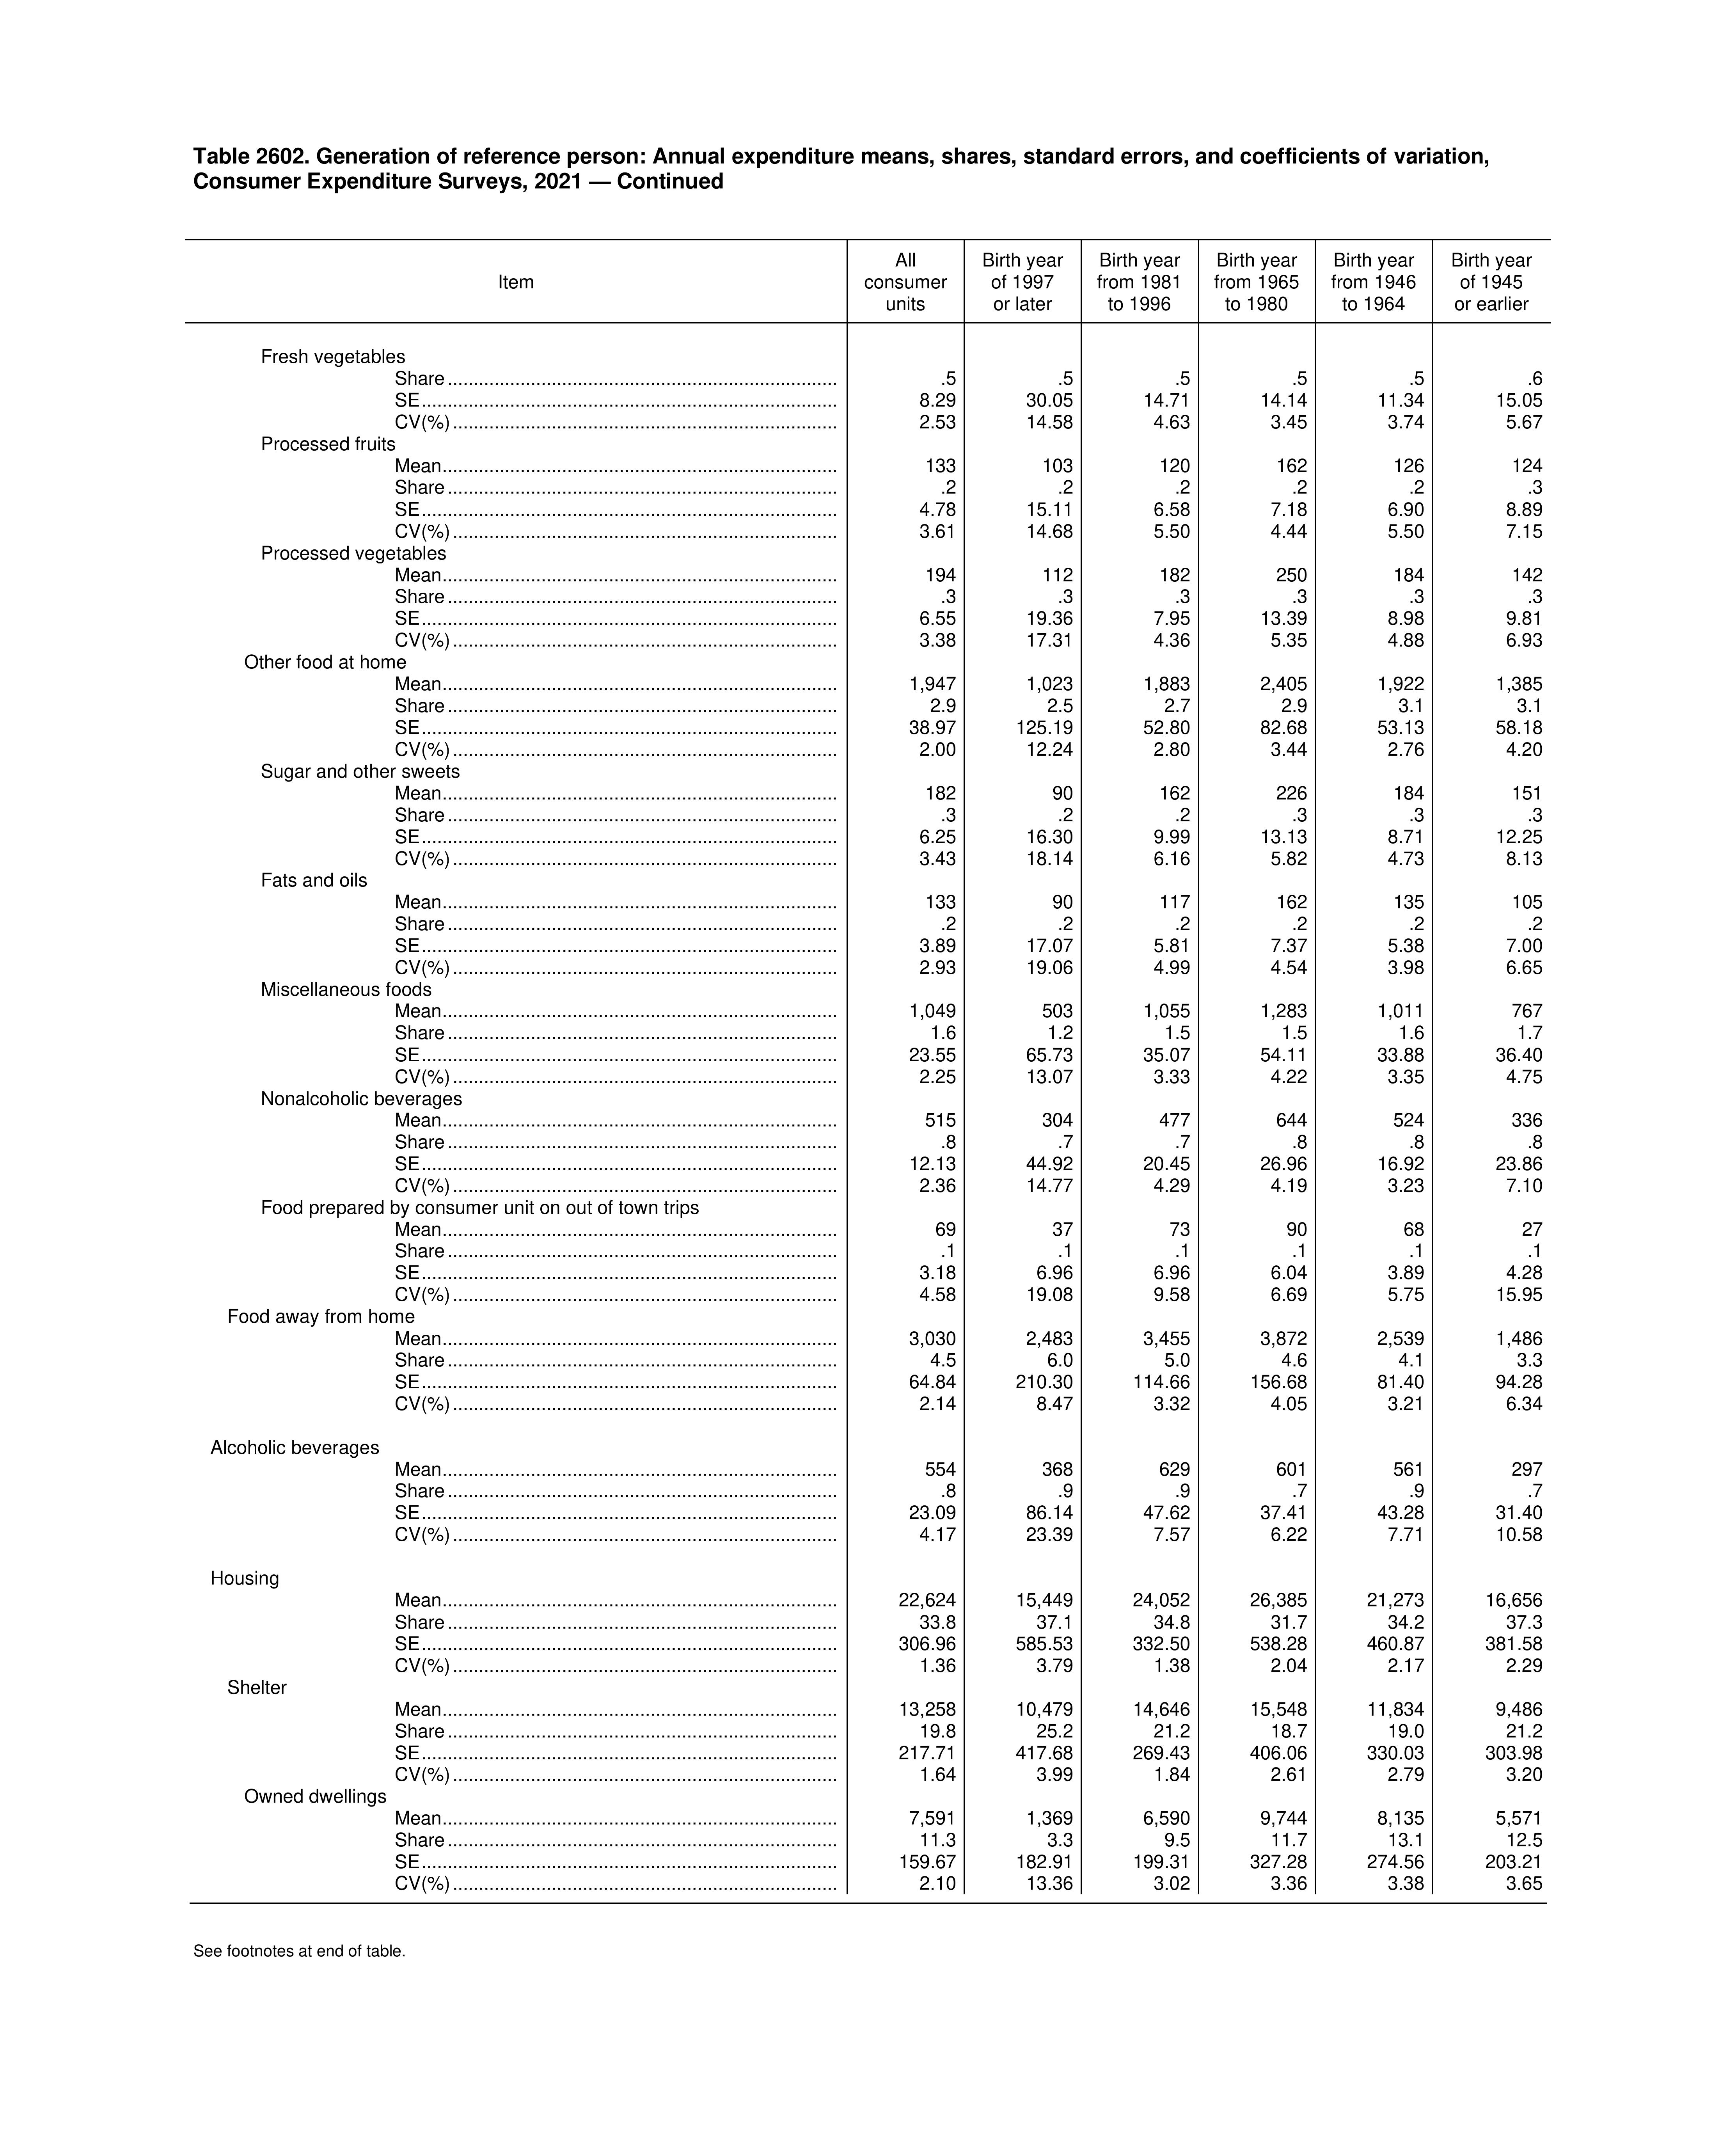 Table 2602. Generation of reference person: Annual expenditure means, shares, standard errors, and coefficients of variation,
Consumer Expenditure Surveys, 2021 — Continued
Item
All consumer units
Birth year of 1997 or later
Birth year from 1981 to 1996
Birth year from 1965 to 1980
Birth year from 1946 to 1964
Birth year of 1945 or earlier
Fresh vegetables
Share .5 .5 .5 .5 .5 .6
SE 8.29 30.05 14.71 14.14 11.34 15.05
CV(%) 2.53 14.58 4.63 3.45 3.74 5.67
Processed fruits
Mean 133 103 120 162 126 124
Share .2 .2 .2 .2 .2 .3
SE 4.78 15.11 6.58 7.18 6.90 8.89
CV(%) 3.61 14.68 5.50 4.44 5.50 7.15
Processed vegetables
Mean 194 112 182 250 184 142
Share .3 .3 .3 .3 .3 .3
SE 6.55 19.36 7.95 13.39 8.98 9.81
CV(%) 3.38 17.31 4.36 5.35 4.88 6.93
Other food at home
Mean 1,947 1,023 1,883 2,405 1,922 1,385
Share 2.9 2.5 2.7 2.9 3.1 3.1
SE 38.97 125.19 52.80 82.68 53.13 58.18
CV(%) 2.00 12.24 2.80 3.44 2.76 4.20
Sugar and other sweets
Mean 182 90 162 226 184 151
Share .3 .2 .2 .3 .3 .3
SE 6.25 16.30 9.99 13.13 8.71 12.25
CV(%) 3.43 18.14 6.16 5.82 4.73 8.13
Fats and oils
Mean 133 90 117 162 135 105
Share .2 .2 .2 .2 .2 .2
SE 3.89 17.07 5.81 7.37 5.38 7.00
CV(%) 2.93 19.06 4.99 4.54 3.98 6.65
Miscellaneous foods
Mean 1,049 503 1,055 1,283 1,011 767
Share 1.6 1.2 1.5 1.5 1.6 1.7
SE 23.55 65.73 35.07 54.11 33.88 36.40
CV(%) 2.25 13.07 3.33 4.22 3.35 4.75
Nonalcoholic beverages
Mean 515 304 477 644 524 336
Share .8 .7 .7 .8 .8 .8
SE 12.13 44.92 20.45 26.96 16.92 23.86
CV(%) 2.36 14.77 4.29 4.19 3.23 7.10
Food prepared by consumer unit on out of town trips
Mean 69 37 73 90 68 27
Share .1 .1 .1 .1 .1 .1
SE 3.18 6.96 6.96 6.04 3.89 4.28
CV(%) 4.58 19.08 9.58 6.69 5.75 15.95
Food away from home
Mean 3,030 2,483 3,455 3,872 2,539 1,486
Share 4.5 6.0 5.0 4.6 4.1 3.3
SE 64.84 210.30 114.66 156.68 81.40 94.28
CV(%) 2.14 8.47 3.32 4.05 3.21 6.34
Alcoholic beverages
Mean 554 368 629 601 561 297
Share .8 .9 .9 .7 .9 .7
SE 23.09 86.14 47.62 37.41 43.28 31.40
CV(%) 4.17 23.39 7.57 6.22 7.71 10.58
Housing
Mean 22,624 15,449 24,052 26,385 21,273 16,656
Share 33.8 37.1 34.8 31.7 34.2 37.3
SE 306.96 585.53 332.50 538.28 460.87 381.58
CV(%) 1.36 3.79 1.38 2.04 2.17 2.29
Shelter
Mean 13,258 10,479 14,646 15,548 11,834 9,486
Share 19.8 25.2 21.2 18.7 19.0 21.2
SE 217.71 417.68 269.43 406.06 330.03 303.98
CV(%) 1.64 3.99 1.84 2.61 2.79 3.20
Owned dwellings
Mean 7,591 1,369 6,590 9,744 8,135 5,571
Share 11.3 3.3 9.5 11.7 13.1 12.5
SE 159.67 182.91 199.31 327.28 274.56 203.21
CV(%) 2.10 13.36 3.02 3.36 3.38 3.65
See footnotes at end of table.